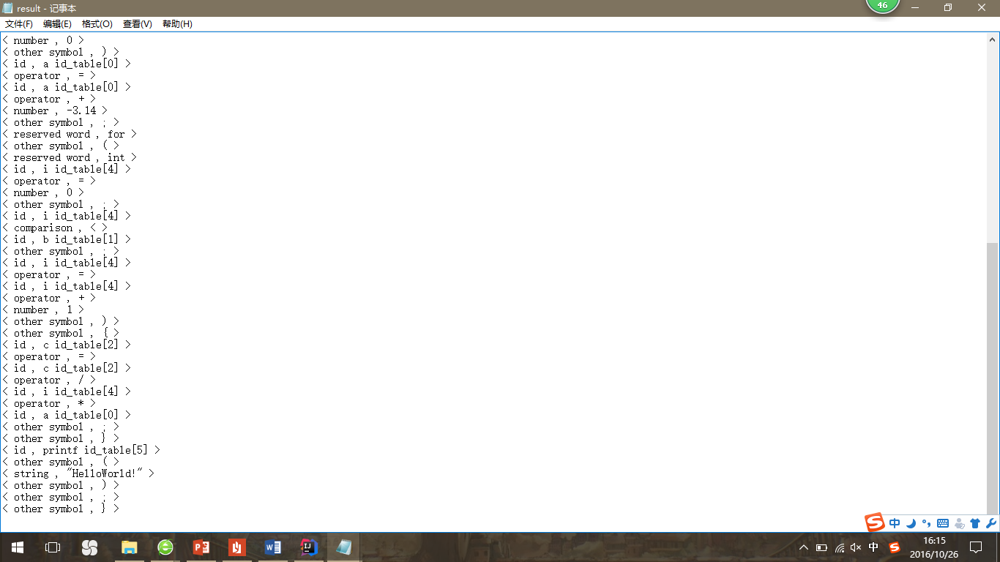 result - 记事本
46
文件(F) 编辑(E) 格式(O) 查看(V) 帮助(H)
< number , 0 >
< other symbol , ) >
< id , a id_table[0] >
< operator , = >
< id , a id_table[0] >
< operator , + >
< number , -3.14 >
< other symbol , ; >
< reserved word , for >
< other symbol , ( >
< reserved word , int >
< id , i id_table[4] >
< operator , = >
< number , 0 >
< other symbol , ; >
< id , i id_table[4] >
< comparison , < >
< id , b id_table[1] >
< other symbol , ; >
< id , i id_table[4] >
< operator , = >
< id , i id_table[4] >
< operator , + >
< number , 1 >
< other symbol , ) >
< other symbol , { >
< id , c id_table[2] >
< operator , = >
< id , c id_table[2] >
< operator , / >
< id , i id_table[4] >
< operator , * >
< id , a id_table[0] >
< other symbol , ; >
< other symbol , } >
< id , printf id_table[5] >
< other symbol , ( >
< string , "HelloWorld!" >
< other symbol , ) >
< other symbol , ; >
< other symbol , } >
S 中
中 S
16:15
2016/10/26